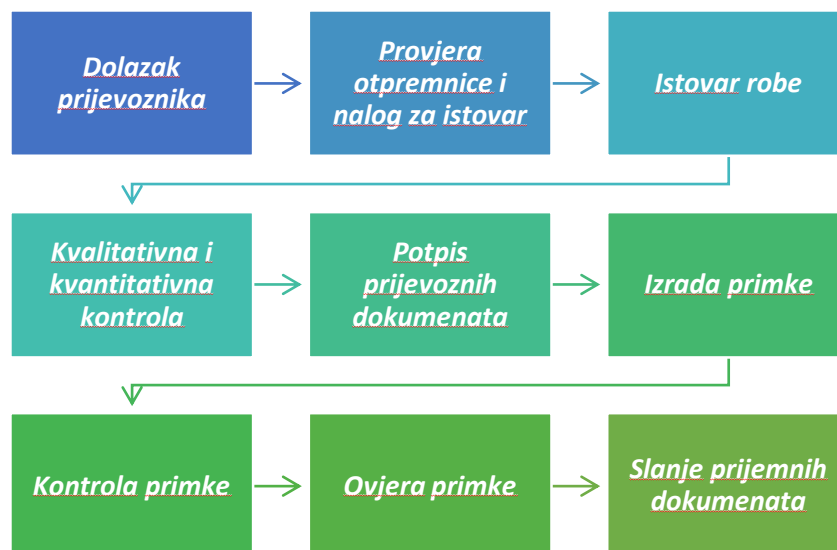 Dolazak
prijevoznika
Provjera
otpremnice i
nalog za istovar
Istovar robe
Kvalitativna i
kvantitativna
kontrola
Potpis
prijevoznih
dokumenata
Izrada primke
Kontrola primke
Ovjera primke
Slanje prijemnih
dokumenata